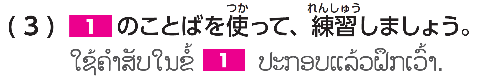 (3) 1 のことばを使って、練習しましょう。
ໃຊ້ຄຳສັບໃນຂໍ້ 1 ປະກອບແລ້ວຝຶກເວົ້າ.